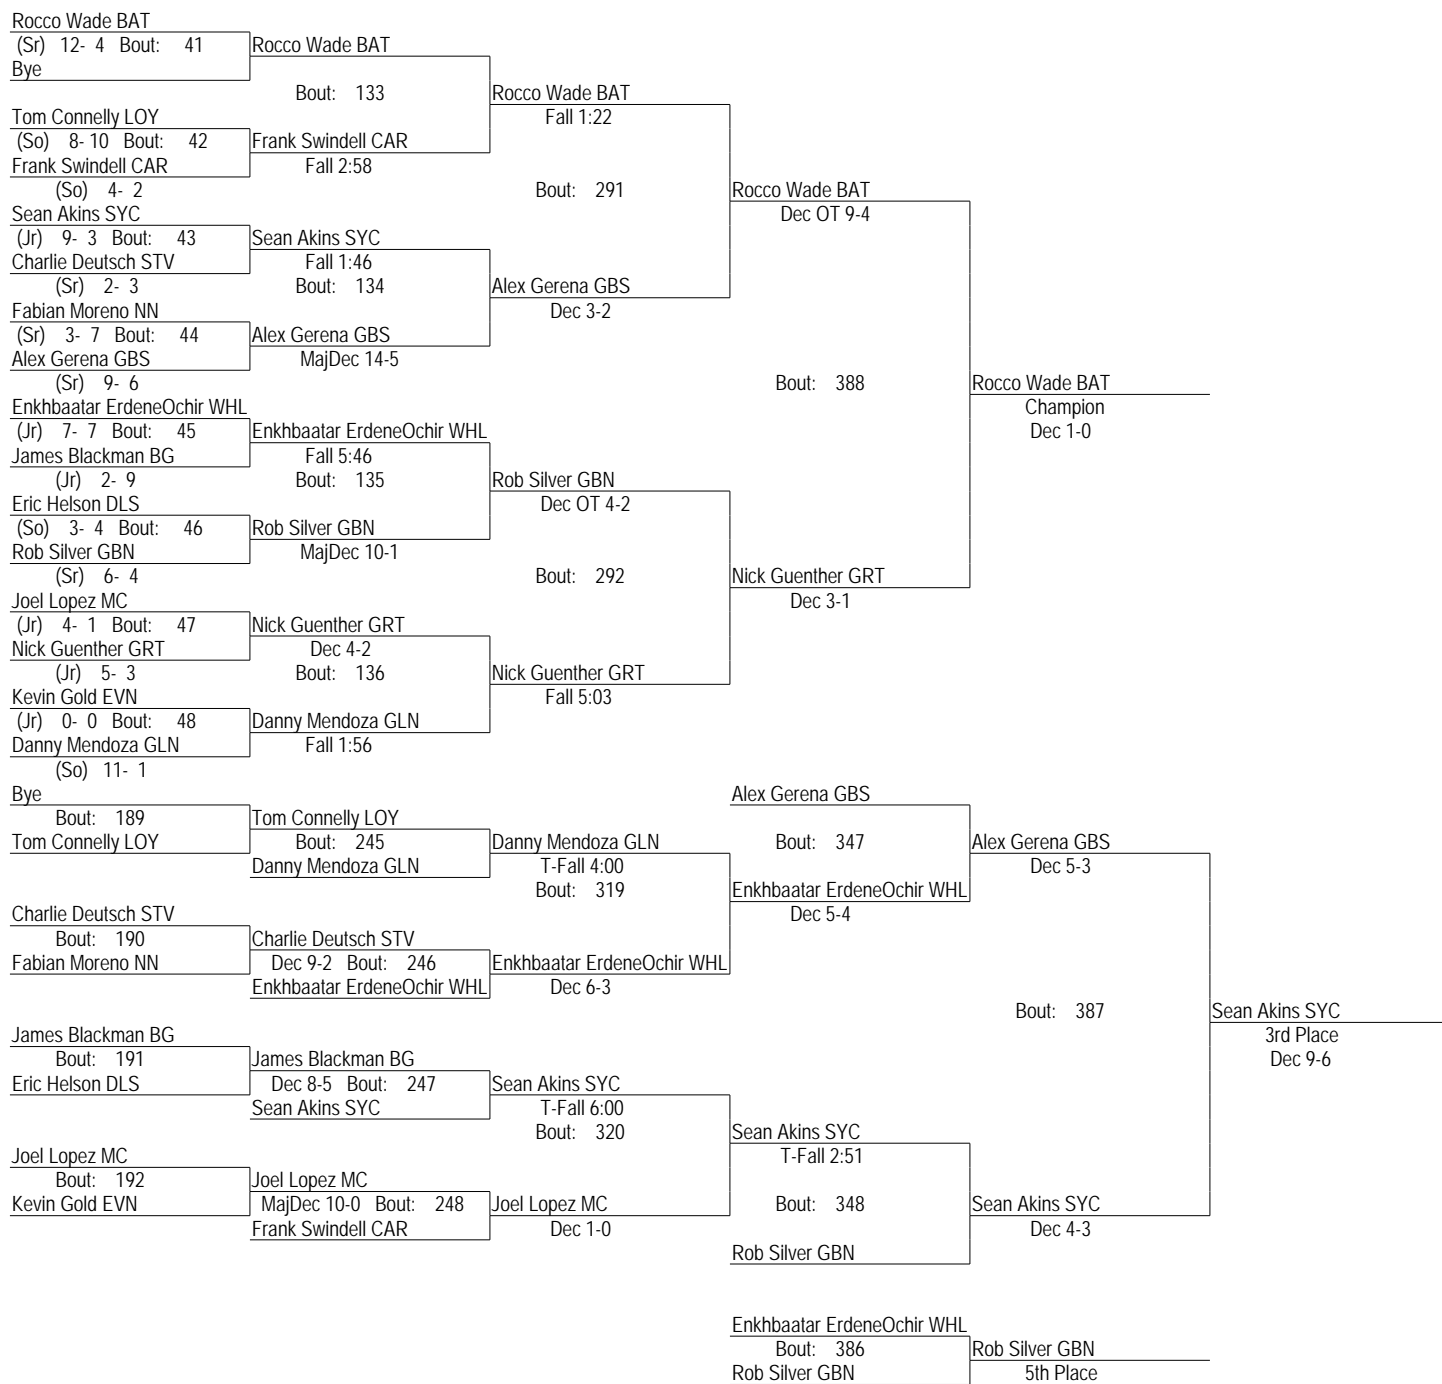 Rocco Wade BAT
(Sr) 12- 4 Bout: 41 Rocco Wade BAT
Bye
Bout: 133 Rocco Wade BAT
Tom Connelly LOY Fall 1:22
(So) 8- 10 Bout: 42 Frank Swindell CAR
Frank Swindell CAR Fall 2:58
(So) 4- 2 Bout: 291 Rocco Wade BAT
Sean Akins SYC Dec OT 9-4
(Jr) 9- 3 Bout: 43 Sean Akins SYC
Charlie Deutsch STV Fall 1:46
(Sr) 2- 3 Bout: 134 Alex Gerena GBS
Fabian Moreno NN Dec 3-2
(Sr) 3- 7 Bout: 44 Alex Gerena GBS
Alex Gerena GBS MajDec 14-5
(Sr) 9- 6 Bout: 388 Rocco Wade BAT
Enkhbaatar ErdeneOchir WHL Champion
(Jr) 7- 7 Bout: 45 Enkhbaatar ErdeneOchir WHL Dec 1-0
James Blackman BG Fall 5:46
(Jr) 2- 9 Bout: 135 Rob Silver GBN
Eric Helson DLS Dec OT 4-2
(So) 3- 4 Bout: 46 Rob Silver GBN
Rob Silver GBN MajDec 10-1
(Sr) 6- 4 Bout: 292 Nick Guenther GRT
Joel Lopez MC Dec 3-1
(Jr) 4- 1 Bout: 47 Nick Guenther GRT
Nick Guenther GRT Dec 4-2
(Jr) 5- 3 Bout: 136 Nick Guenther GRT
Kevin Gold EVN Fall 5:03
(Jr) 0- 0 Bout: 48 Danny Mendoza GLN
Danny Mendoza GLN Fall 1:56
(So) 11- 1
Bye Alex Gerena GBS
Bout: 189 Tom Connelly LOY
Tom Connelly LOY Bout: 245 Danny Mendoza GLN Bout: 347 Alex Gerena GBS
Danny Mendoza GLN T-Fall 4:00 Dec 5-3
Bout: 319 Enkhbaatar ErdeneOchir WHL
Charlie Deutsch STV Dec 5-4
Bout: 190 Charlie Deutsch STV
Fabian Moreno NN Dec 9-2 Bout: 246 Enkhbaatar ErdeneOchir WHL
Enkhbaatar ErdeneOchir WHL Dec 6-3
Bout: 387 Sean Akins SYC
James Blackman BG 3rd Place
Bout: 191 James Blackman BG Dec 9-6
Eric Helson DLS Dec 8-5 Bout: 247 Sean Akins SYC
Sean Akins SYC T-Fall 6:00
Bout: 320 Sean Akins SYC
Joel Lopez MC T-Fall 2:51
Bout: 192 Joel Lopez MC
Kevin Gold EVN MajDec 10-0 Bout: 248 Joel Lopez MC Bout: 348 Sean Akins SYC
Frank Swindell CAR Dec 1-0 Dec 4-3
Rob Silver GBN
Enkhbaatar ErdeneOchir WHL
Bout: 386 Rob Silver GBN
Rob Silver GBN 5th Place